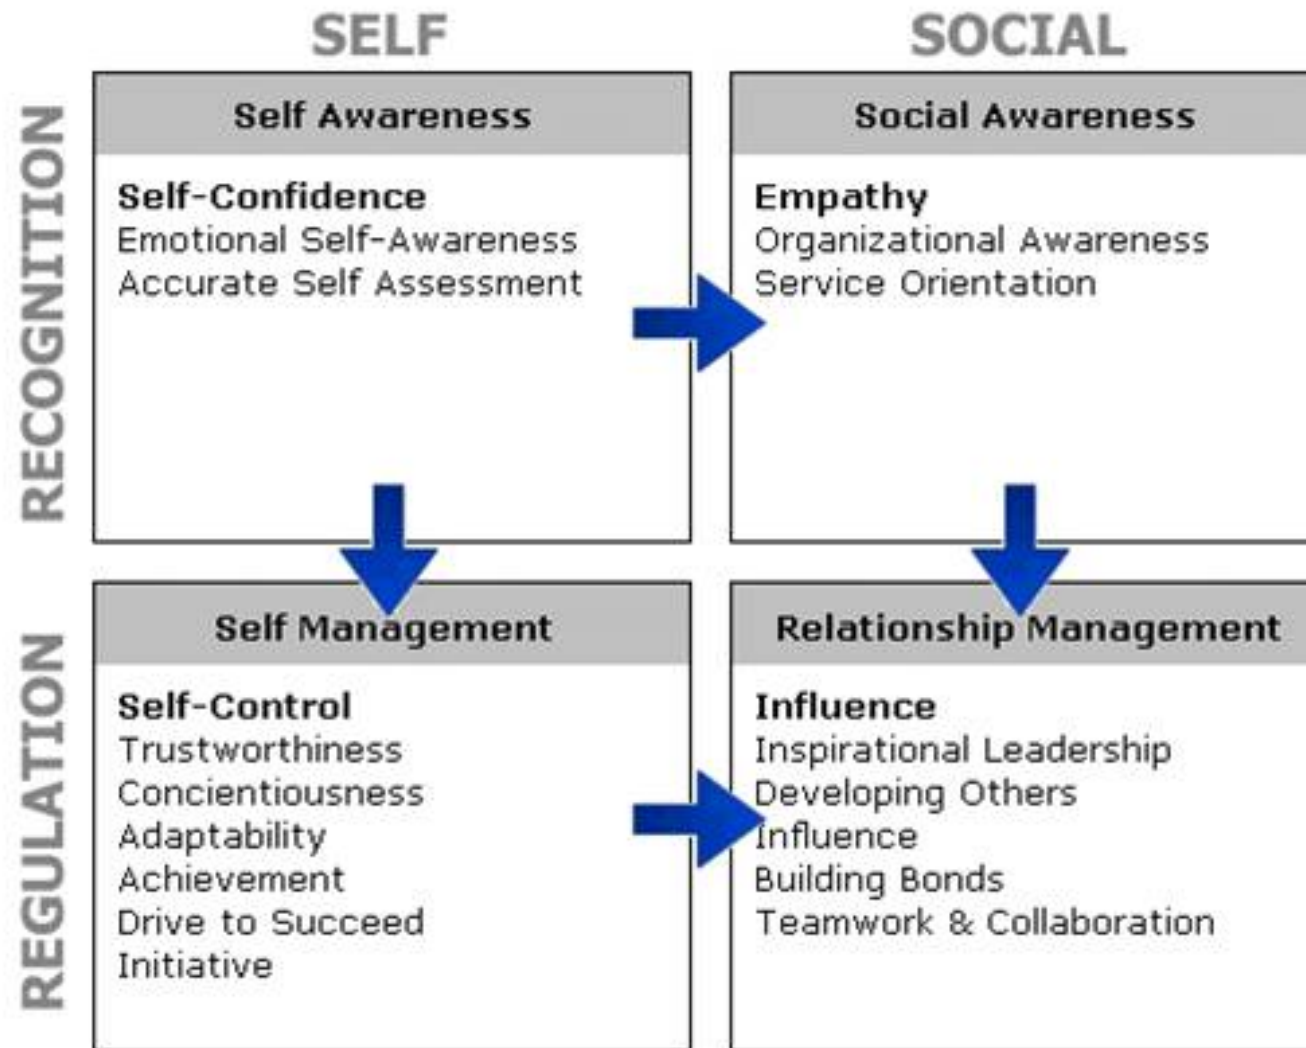 SELF
SOCIAL
RECOGNITION
Self Awareness
Self-Confidence
Emotional Self-Awareness
Accurate Self Assessment
Social Awareness
Empathy
Organizational Awareness
Service Orientation
REGULATION
Self Management
Self-Control
Trustworthiness
Concientiousness
Adaptability
Achievement
Drive to Succeed
Initiative
Relationship Management
Influence
Inspirational Leadership
Developing Others
Influence
Building Bonds
Teamwork & Collaboration